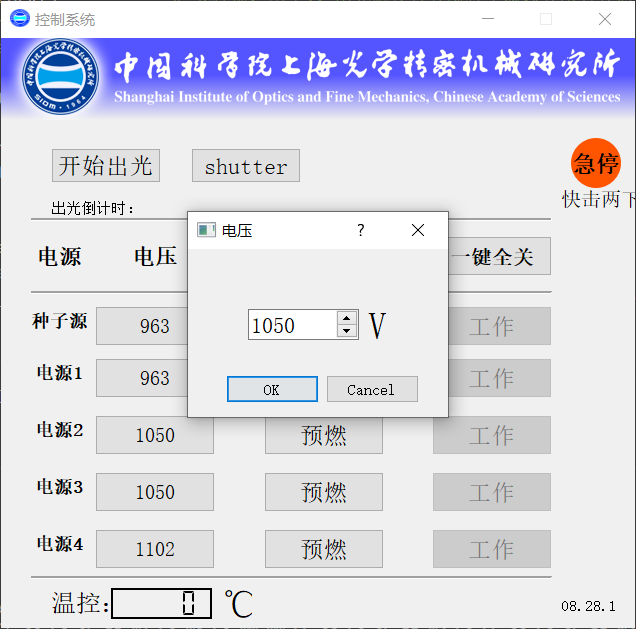 控制系统
中国科学院上海光学精密机械研究所
Shanghai Institute of Optics and Fine Mechanics, Chinese Academy of Sciences
SIOM · 1964
开始出光 shutter 急停
快击两下
出光倒计时：
电压 ?
电源 电压 一键全关
种子源 963 工作
1050 V
电源1 963 工作
OK Cancel
电源2 1050 预燃 工作
电源3 1050 预燃 工作
电源4 1102 预燃 工作
温控: 0 ℃
08.28.1